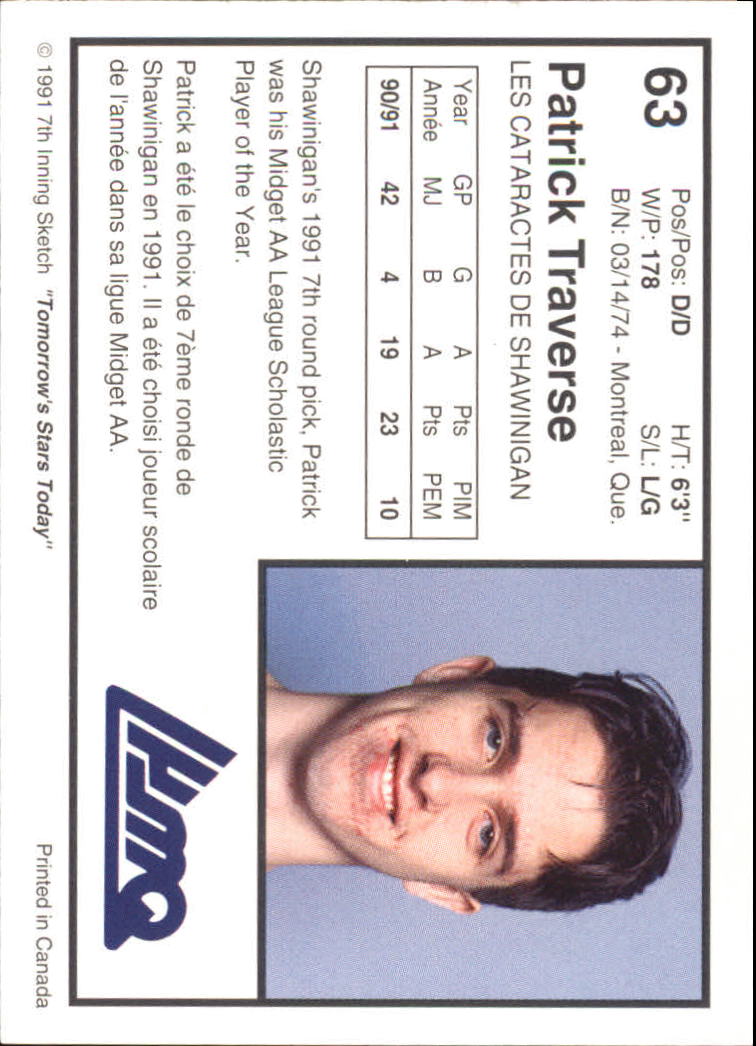 63
Pos/Pos: D/D H/T: 6'3"
W/P: 178 S/L: L/G
B/N: 03/14/74 - Montreal, Que.
Patrick Traverse
LES CATARACTES DE SHAWINIGAN
Year GP G A Pts PIM
Année MJ B A Pts PEM
90/91 42 4 19 23 10
Shawinigan's 1991 7th round pick, Patrick
was his Midget AA League Scholastic
Player of the Year.
Patrick a été le choix de 7ème ronde de
Shawinigan en 1991. Il a été choisi joueur scolaire
de l'année dans sa ligue Midget AA.
LHJMQ
© 1991 7th Inning Sketch "Tomorrow's Stars Today" Printed in Canada